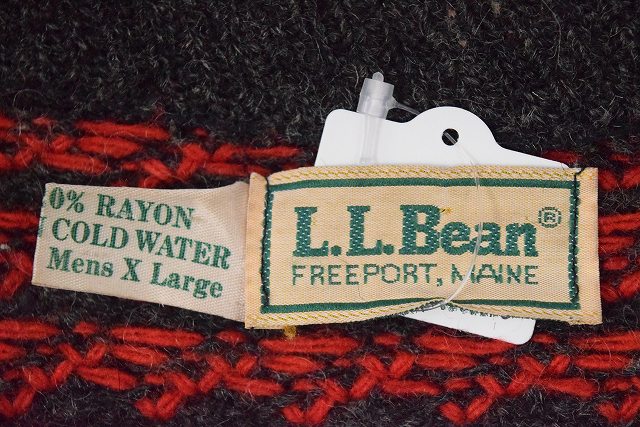 0% RAYON
COLD WATER
Mens X Large
L.L.Bean®
FREEPORT, MAINE